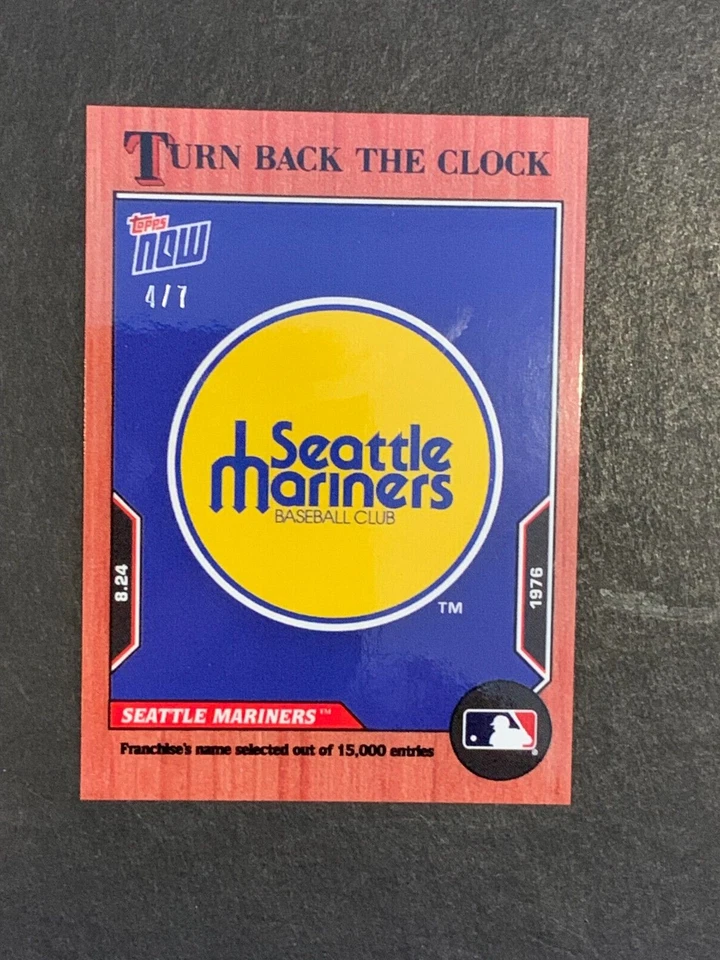 TURN BACK THE CLOCK
TOPPS
NOW
4/7
Seattle
Mariners
BASEBALL CLUB
TM
8.24
1976
SEATTLE MARINERS™
Franchise's name selected out of 15,000 entries
®